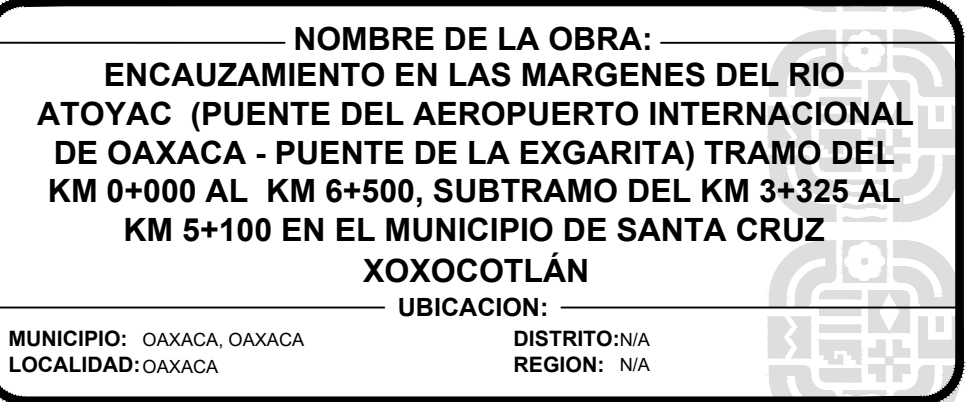 NOMBRE DE LA OBRA:
ENCAUZAMIENTO EN LAS MARGENES DEL RIO
ATOYAC (PUENTE DEL AEROPUERTO INTERNACIONAL
DE OAXACA - PUENTE DE LA EXGARITA) TRAMO DEL
KM 0+000 AL KM 6+500, SUBTRAMO DEL KM 3+325 AL
KM 5+100 EN EL MUNICIPIO DE SANTA CRUZ
XOXOCOTLÁN
UBICACION:
MUNICIPIO: OAXACA, OAXACA DISTRITO:N/A
LOCALIDAD: OAXACA REGION: N/A